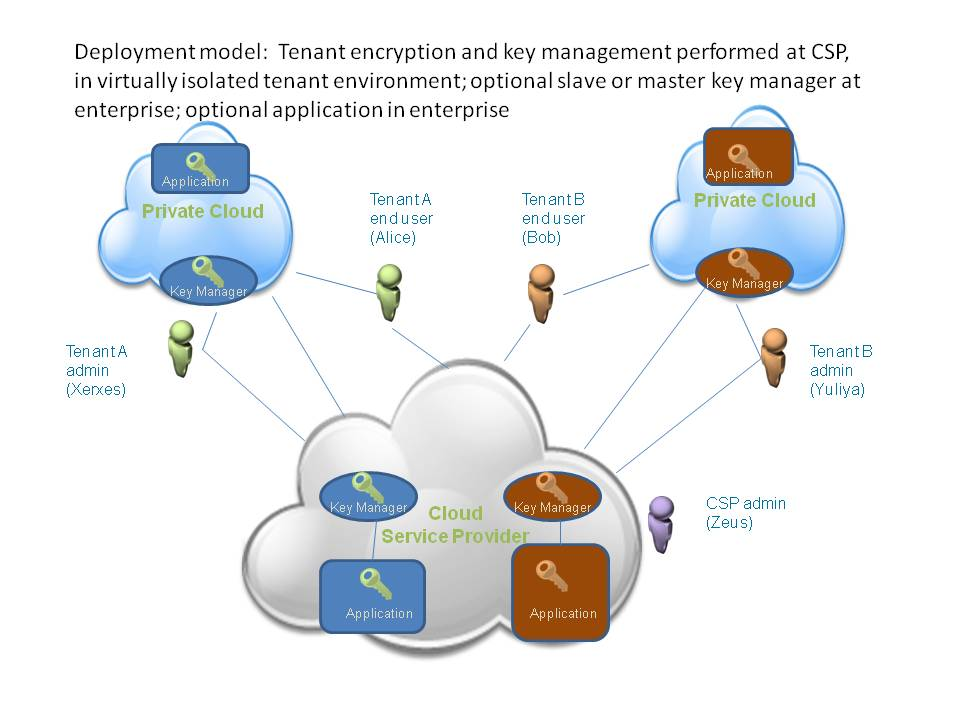 Deployment model:  Tenant encryption and key management performed at CSP,
in virtually isolated tenant environment; optional slave or master key manager at
enterprise; optional application in enterprise
Application
Private Cloud
Key Manager
Tenant A
end user
(Alice)
Tenant B
end user
(Bob)
Application
Private Cloud
Key Manager
Tenant A
admin
(Xerxes)
Tenant B
admin
(Yuliya)
Key Manager
Cloud
Service Provider
Key Manager
CSP admin
(Zeus)
Application
Application